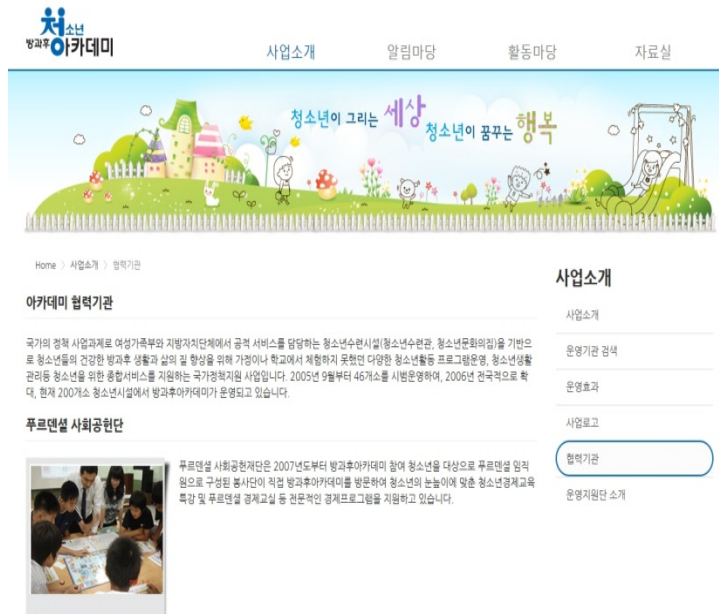 청소년
방과후아카데미
사업소개 알림마당 활동마당 자료실
청소년이 그리는 세상 청소년이 꿈꾸는 행복
Home 〉 사업소개 〉 협력기관
사업소개
아카데미 협력기관
사업소개
국가의 정책 사업과제로 여성가족부와 지방자치단체에서 공적 서비스를 담당하는 청소년수련시설(청소년수련관, 청소년문화의집)을 기반으
로 청소년들의 건강한 방과후 생활과 삶의 질 향상을 위해 가정이나 학교에서 체험하지 못했던 다양한 청소년활동 프로그램운영, 청소년생활
관리등 청소년을 위한 종합서비스를 지원하는 국가정책지원 사업입니다. 2005년 9월부터 46개소를 시범운영하여, 2006년 전국적으로 확
대, 현재 200개소 청소년시설에서 방과후아카데미가 운영되고 있습니다.
운영기관 검색
운영효과
사업로고
협력기관
운영지원단 소개
푸르덴셜 사회공헌단
푸르덴셜 사회공헌재단은 2007년도부터 방과후아카데미 참여 청소년을 대상으로 푸르덴셜 임직
원으로 구성된 봉사단이 직접 방과후아카데미를 방문하여 청소년의 눈높이에 맞춘 청소년경제교육
특강 및 푸르덴셜 경제교실 등 전문적인 경제프로그램을 지원하고 있습니다.